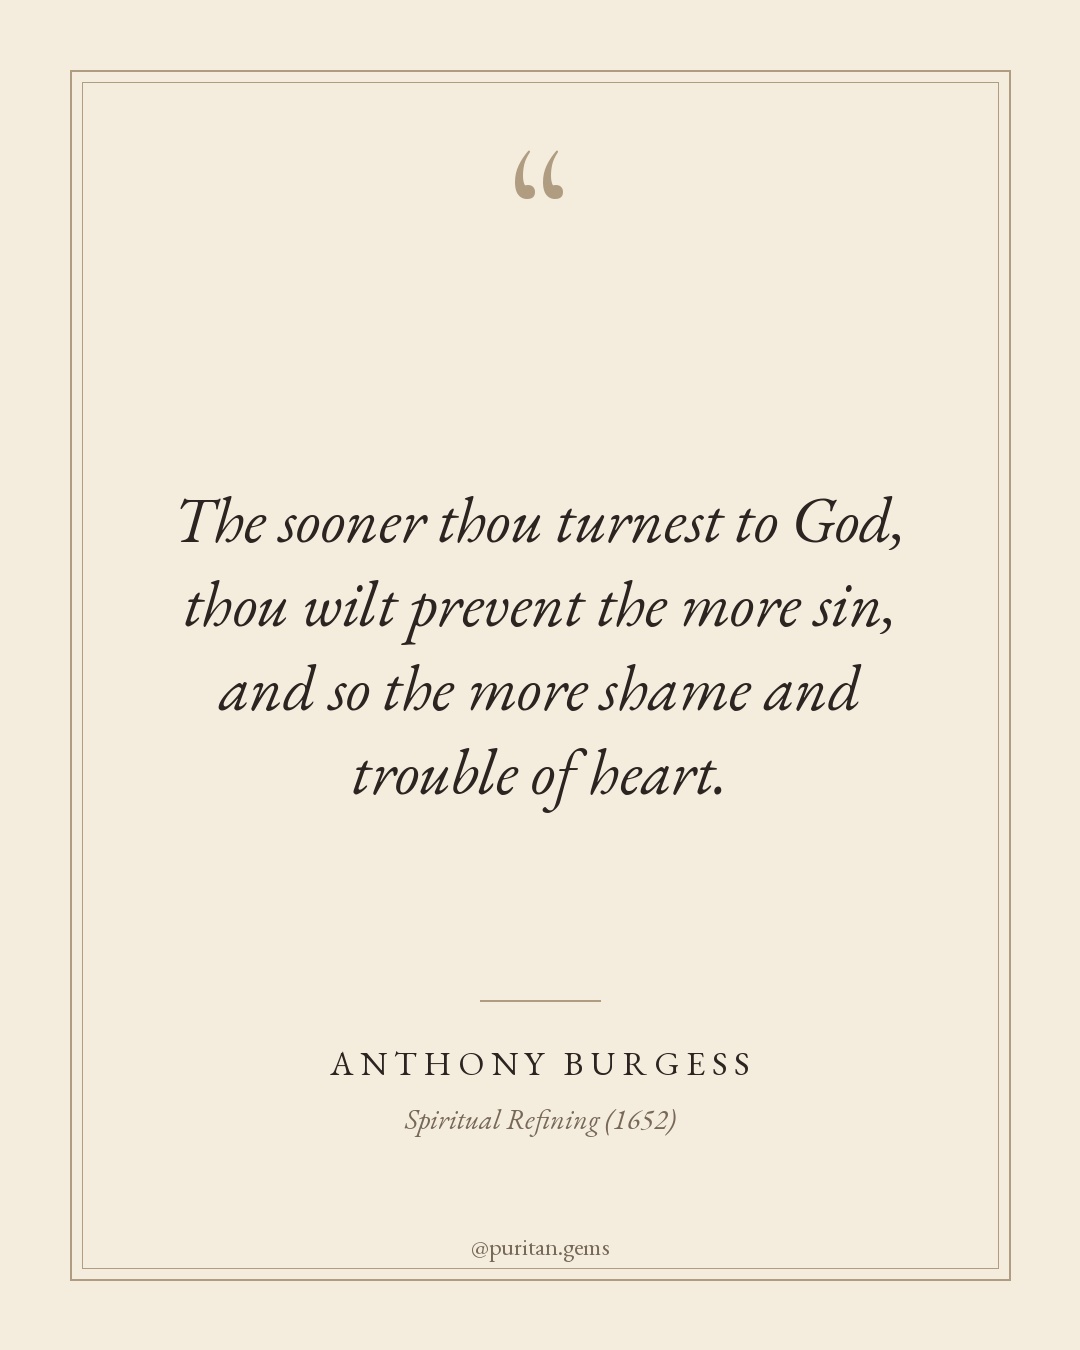 “
The sooner thou turnest to God,
thou wilt prevent the more sin,
and so the more shame and
trouble of heart.
ANTHONY BURGESS
Spiritual Refining (1652)
@puritan.gems